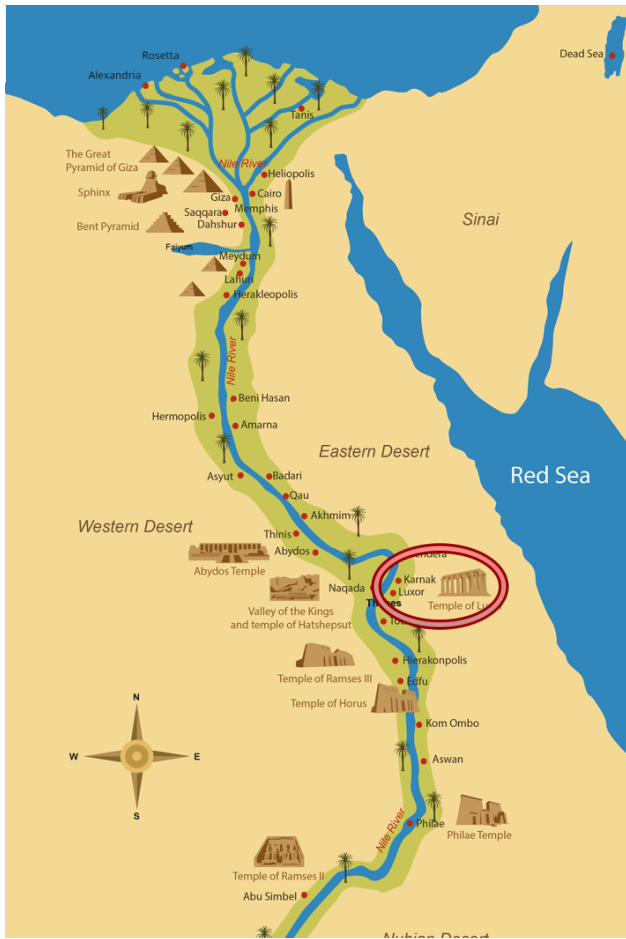 Rosetta
Dead Sea
Alexandria
Tanis
The Great
Pyramid of Giza
Nile River
Heliopolis
Sphinx
Giza
Cairo
Memphis
Saqqara
Sinai
Bent Pyramid
Dahshur
Faiyum
Meydum
Lahun
Herakleopolis
Nile River
Beni Hasan
Hermopolis
Amarna
Eastern Desert
Red Sea
Asyut
Badari
Qau
Akhmim
Western Desert
Thinis
Abydos
Abydos Temple
Naqada
Karnak
Luxor
Temple of
Valley of the Kings
and temple of Hatshepsut
Hierakonpolis
Temple of Ramses III
Edfu
Temple of Horus
Kom Ombo
N
W
E
S
Aswan
Nile River
Philae
Philae Temple
Temple of Ramses II
Abu Simbel